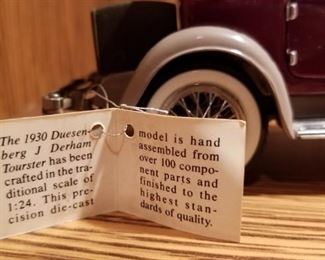 The 1930 Duesen-
berg J Derham
Tourster has been
crafted in the tra-
ditional scale of
1:24. This pre-
cision die-cast
model is hand
assembled from
over 100 compo-
nent parts and
finished to the
highest stan-
dards of quality.